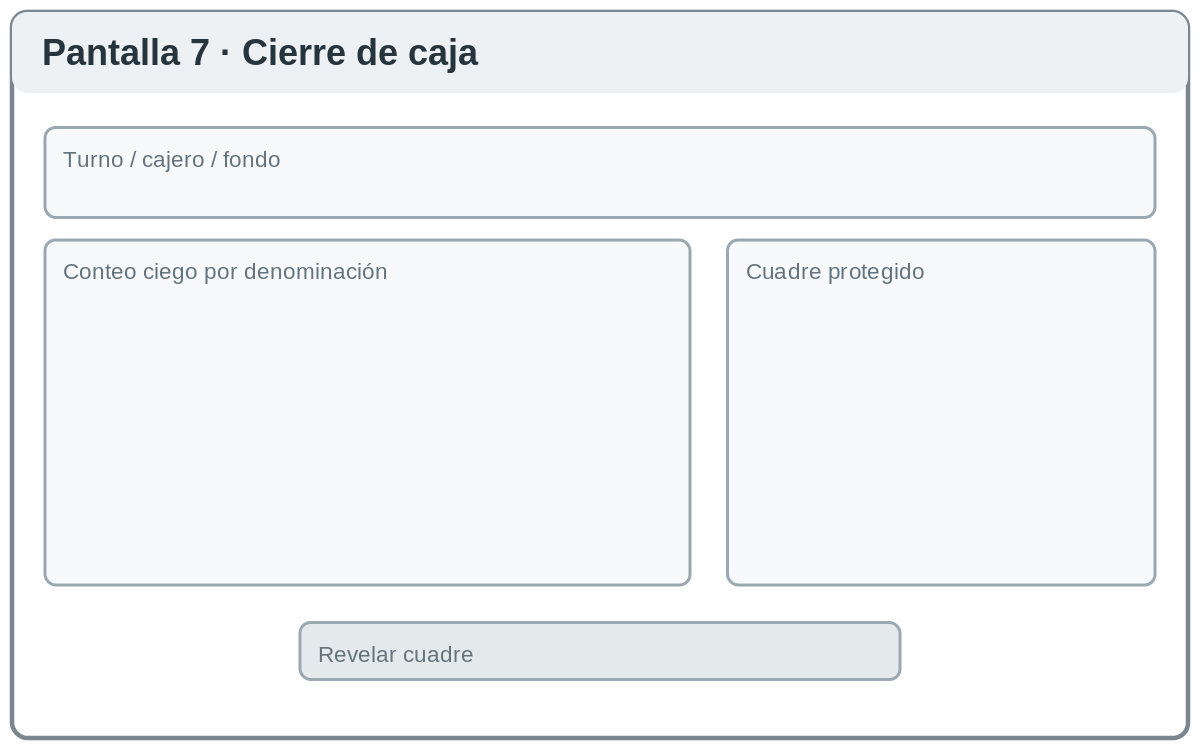 Pantalla 7 · Cierre de caja
Turno / cajero / fondo
Conteo ciego por denominación
Cuadre protegido
Revelar cuadre